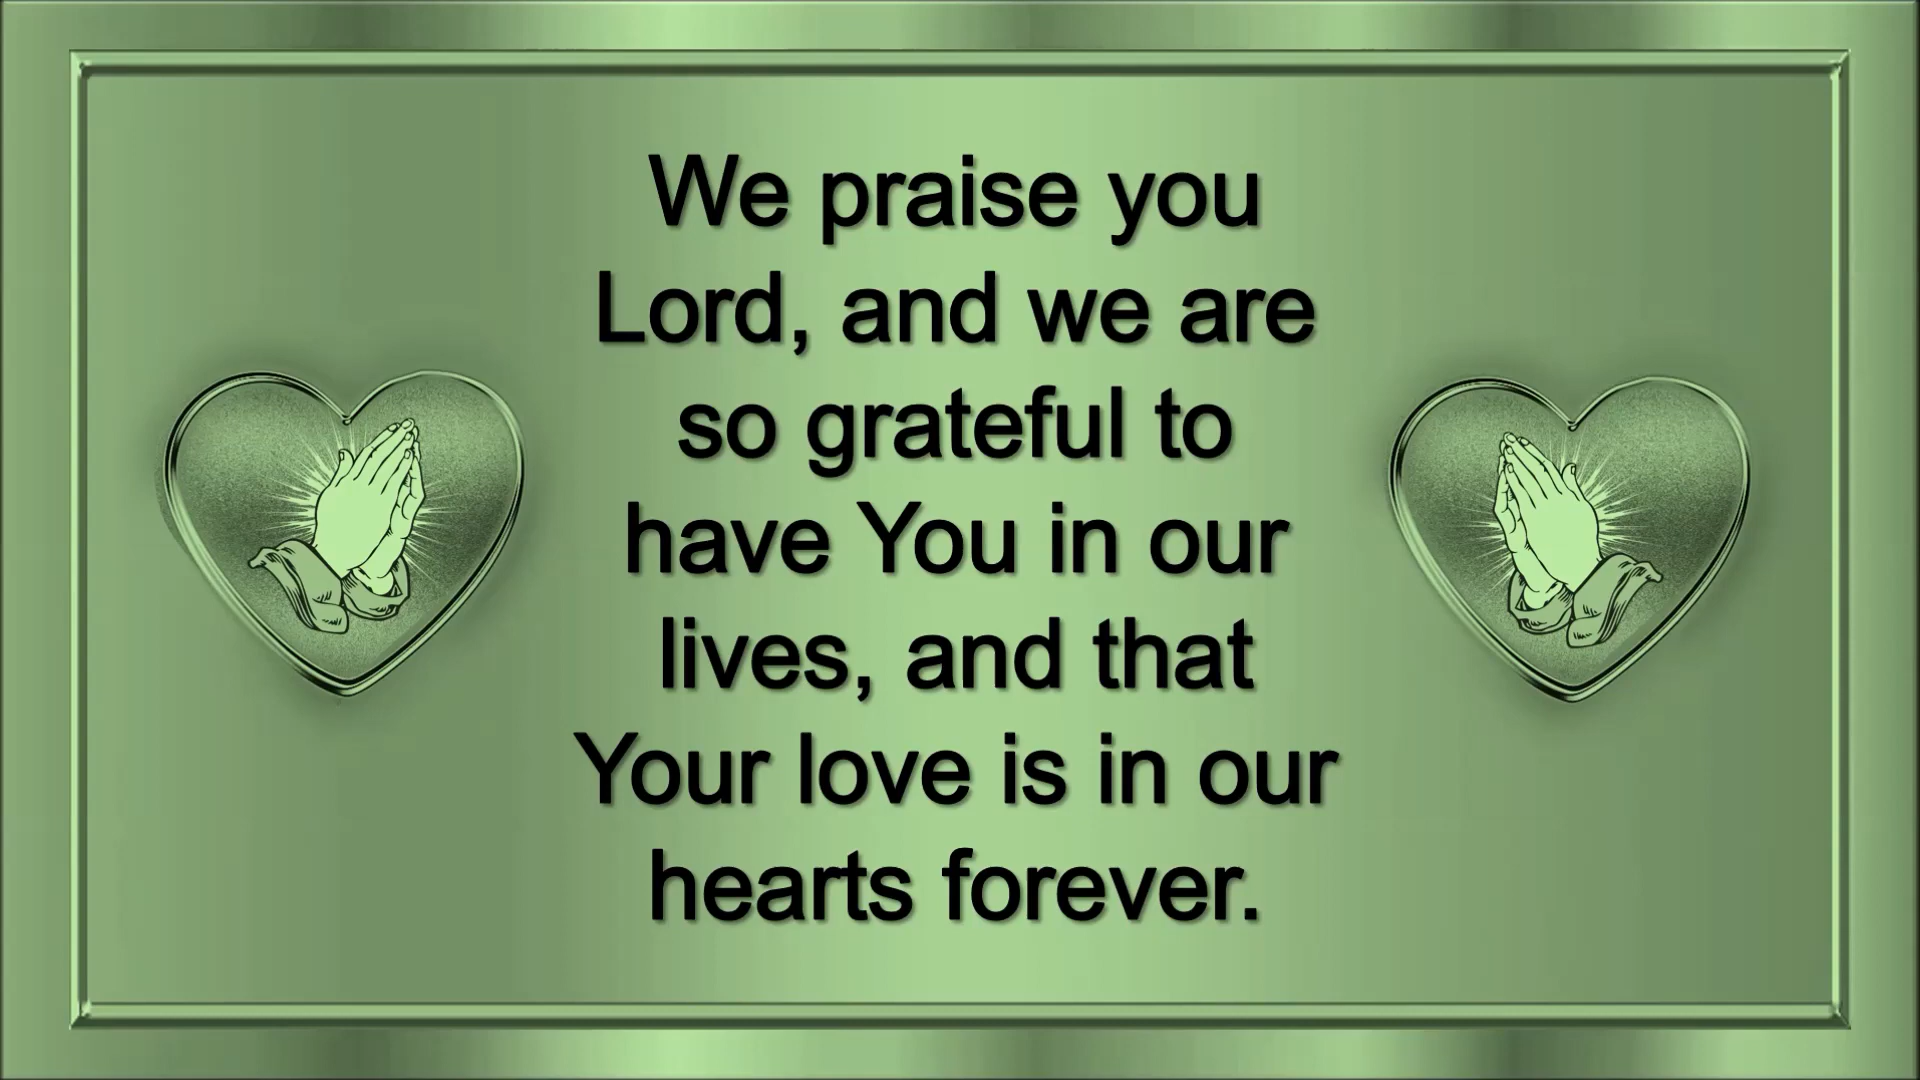 We praise you
Lord, and we are
so grateful to
have You in our
lives, and that
Your love is in our
hearts forever.